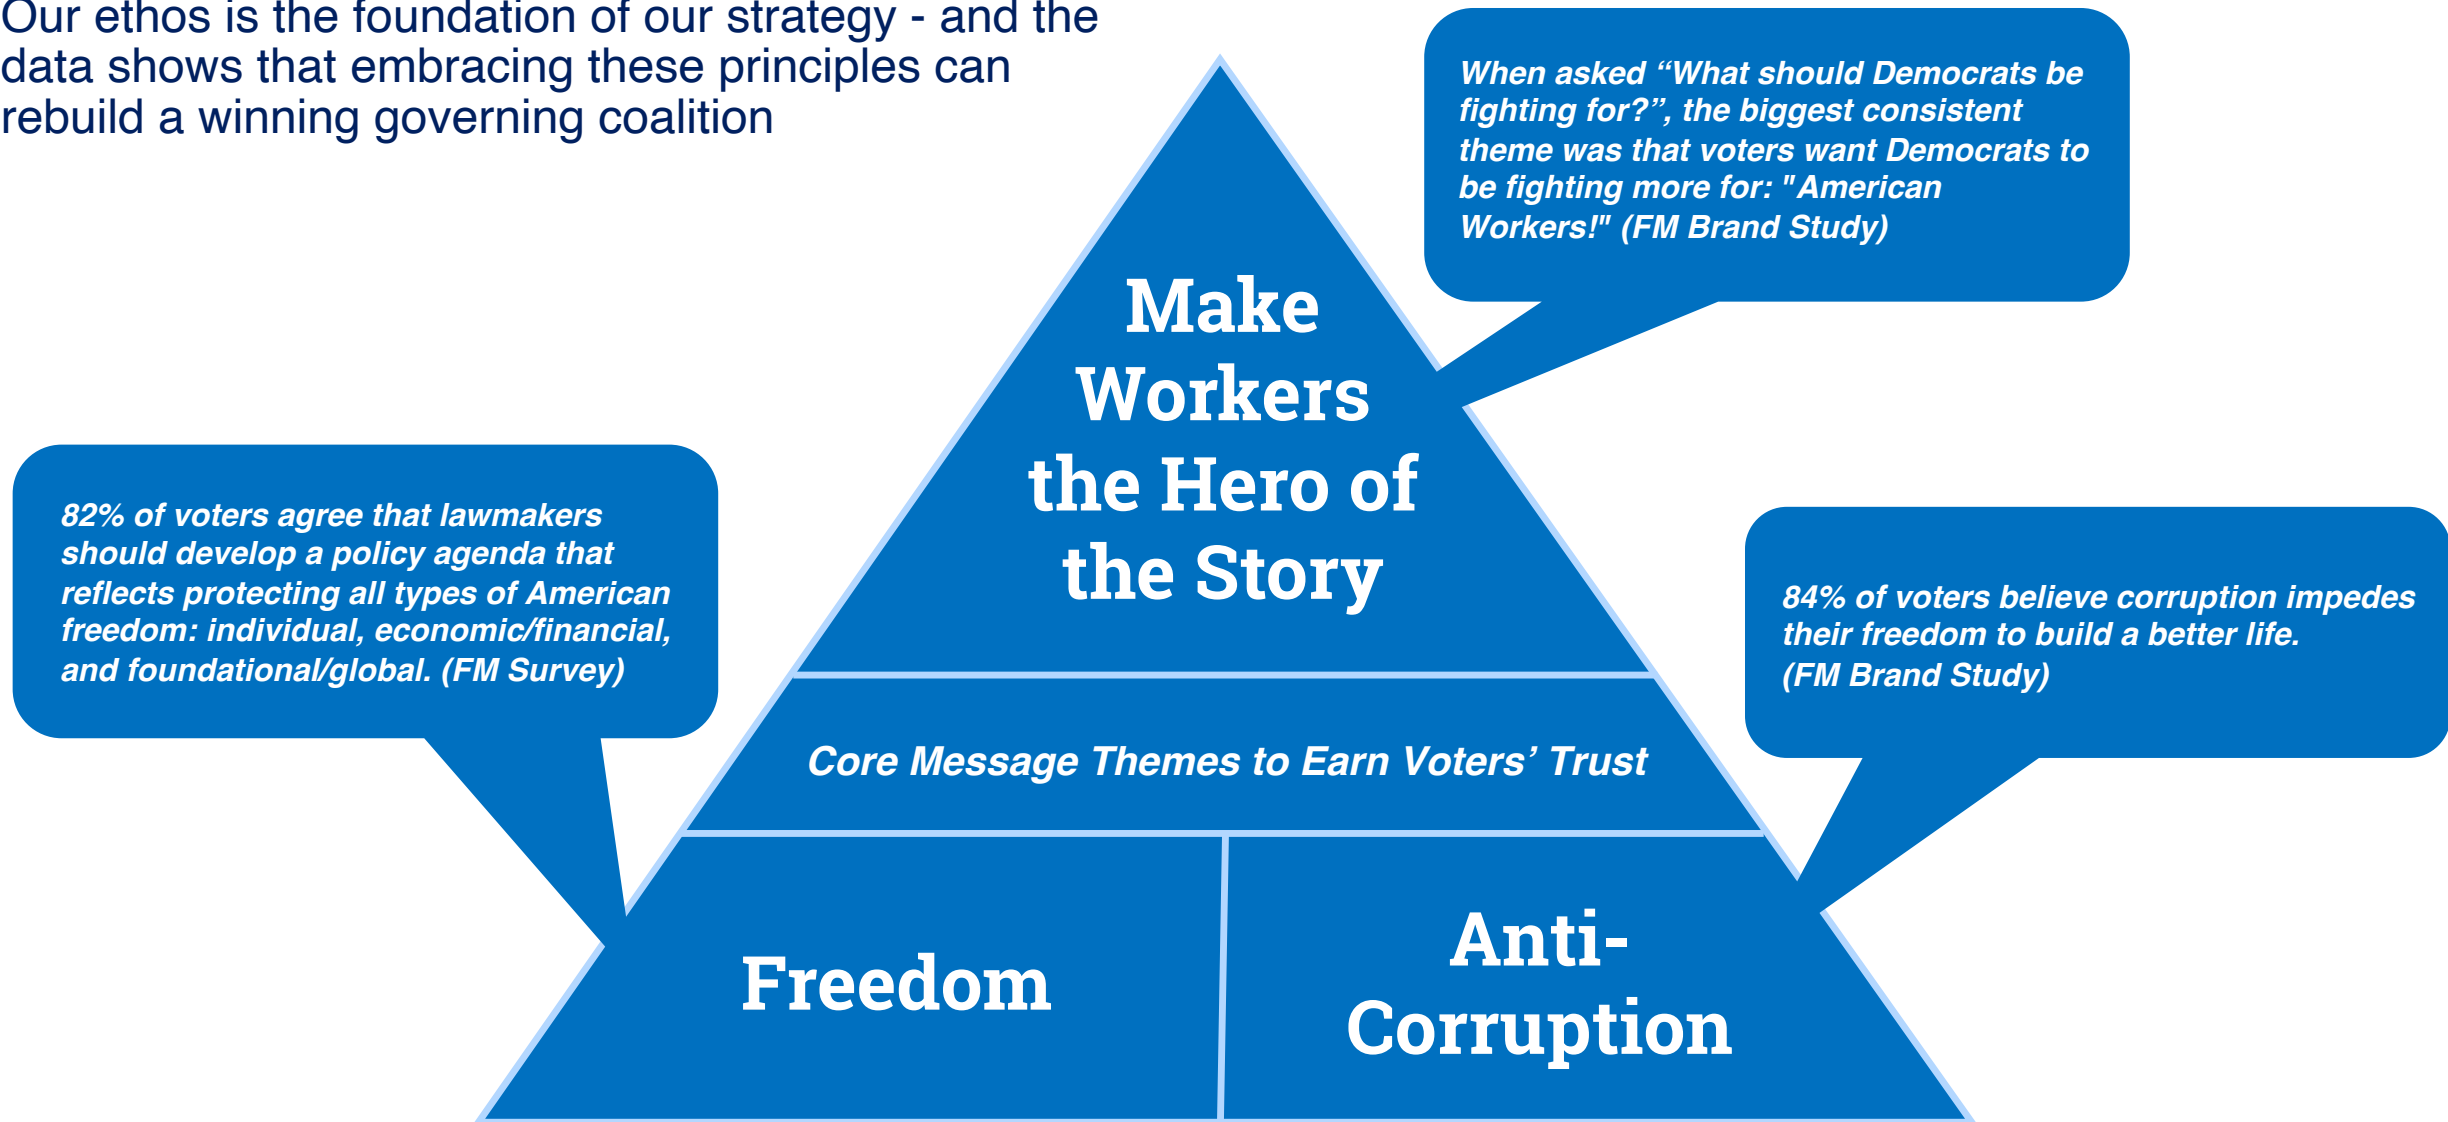 Our ethos is the foundation of our strategy - and the
data shows that embracing these principles can
rebuild a winning governing coalition
When asked “What should Democrats be
fighting for?”, the biggest consistent
theme was that voters want Democrats to
be fighting more for: "American
Workers!" (FM Brand Study)
Make
Workers
the Hero of
the Story
82% of voters agree that lawmakers
should develop a policy agenda that
reflects protecting all types of American
freedom: individual, economic/financial,
and foundational/global. (FM Survey)
84% of voters believe corruption impedes
their freedom to build a better life.
(FM Brand Study)
Core Message Themes to Earn Voters’ Trust
Freedom
Anti-
Corruption